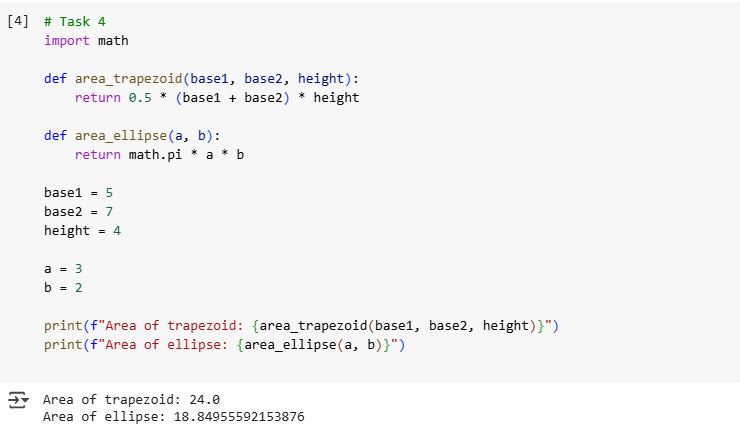 [4] # Task 4
import math
def area_trapezoid(base1, base2, height):
    return 0.5 * (base1 + base2) * height
def area_ellipse(a, b):
    return math.pi * a * b
base1 = 5
base2 = 7
height = 4
a = 3
b = 2
print(f"Area of trapezoid: {area_trapezoid(base1, base2, height)}")
print(f"Area of ellipse: {area_ellipse(a, b)}")
Area of trapezoid: 24.0
Area of ellipse: 18.84955592153876